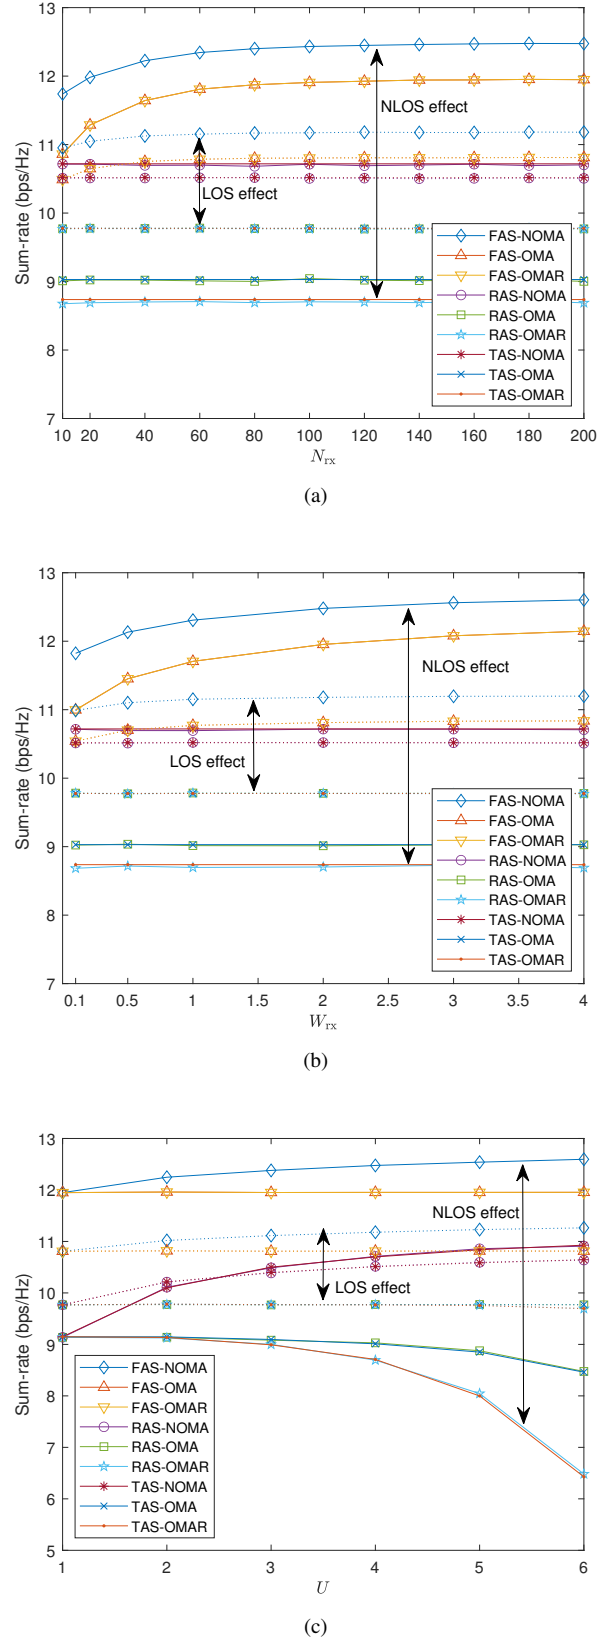 13
12
11
10
9
8
7
Sum-rate (bps/Hz)
NLOS effect
LOS effect
FAS-NOMA
FAS-OMA
FAS-OMAR
RAS-NOMA
RAS-OMA
RAS-OMAR
TAS-NOMA
TAS-OMA
TAS-OMAR
10 20 40 60 80 100 120 140 160 180 200
N_rx
(a)
13
12
11
10
9
8
7
Sum-rate (bps/Hz)
NLOS effect
LOS effect
FAS-NOMA
FAS-OMA
FAS-OMAR
RAS-NOMA
RAS-OMA
RAS-OMAR
TAS-NOMA
TAS-OMA
TAS-OMAR
0.1 0.5 1 1.5 2 2.5 3 3.5 4
W_rx
(b)
13
12
11
10
9
8
7
6
5
Sum-rate (bps/Hz)
NLOS effect
LOS effect
FAS-NOMA
FAS-OMA
FAS-OMAR
RAS-NOMA
RAS-OMA
RAS-OMAR
TAS-NOMA
TAS-OMA
TAS-OMAR
1 2 3 4 5 6
U
(c)